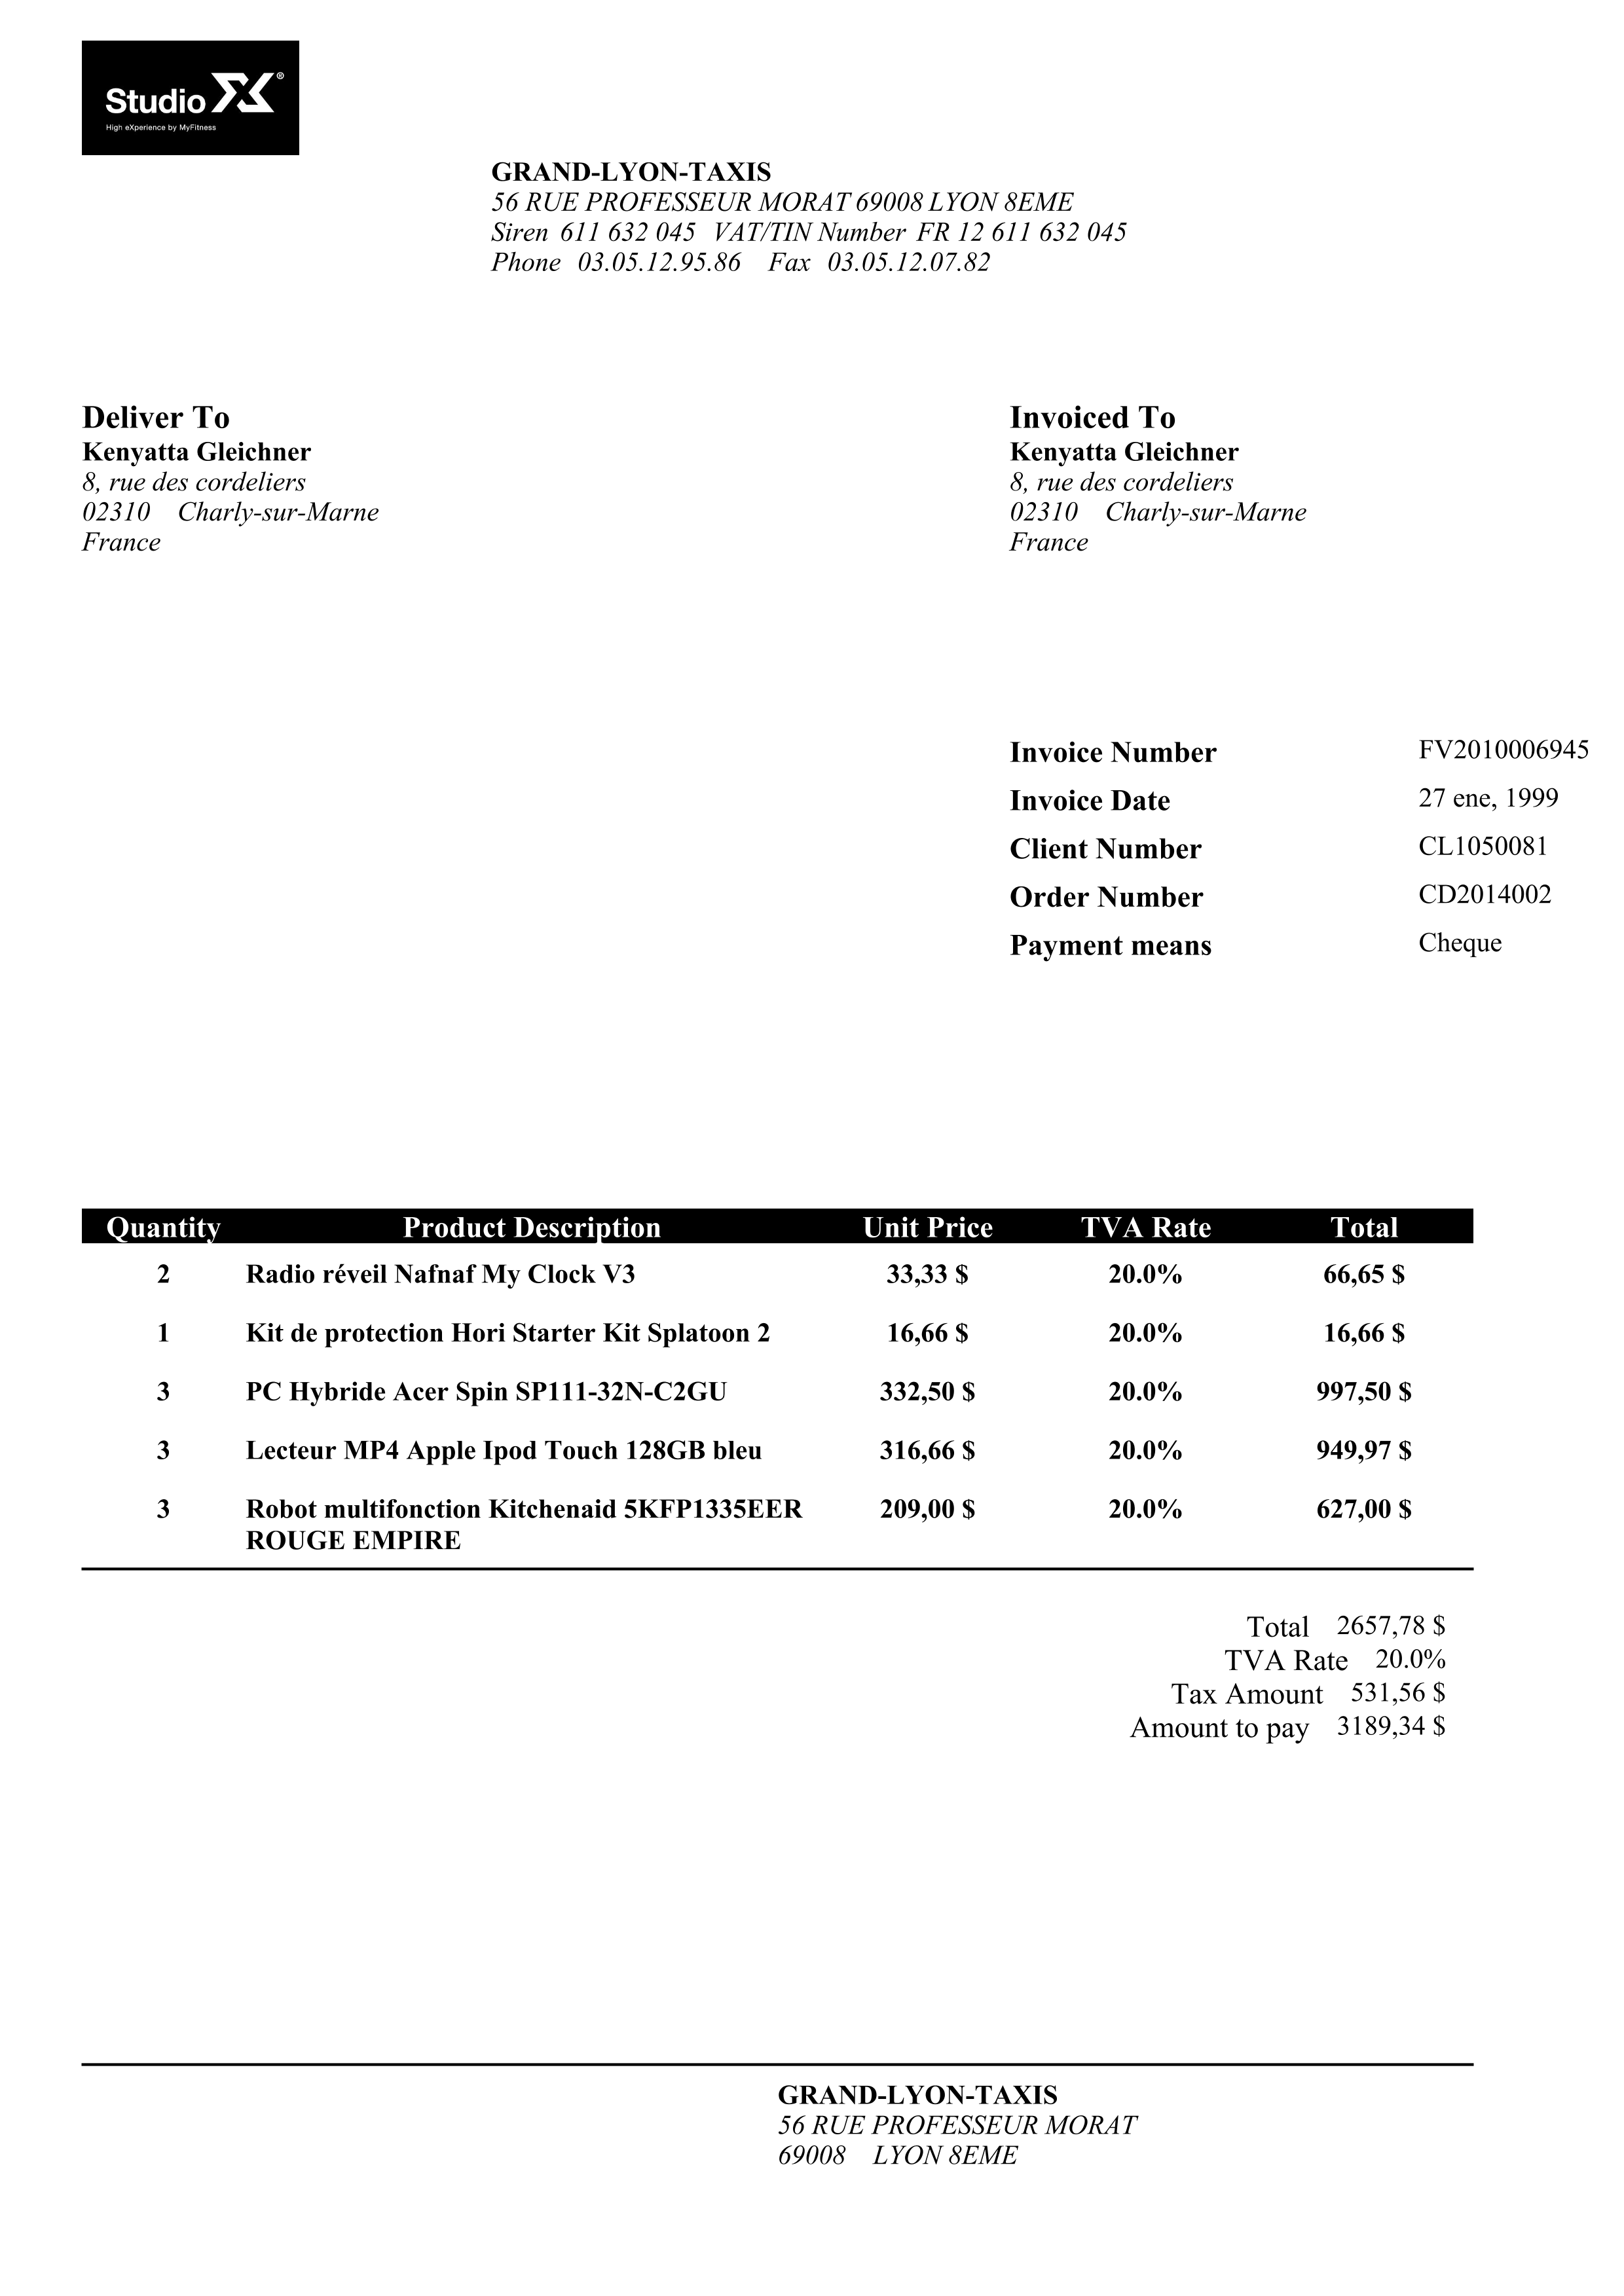 Studio X®
High eXperience by MyFitness
GRAND-LYON-TAXIS
56 RUE PROFESSEUR MORAT 69008 LYON 8EME
Siren 611 632 045 VAT/TIN Number FR 12 611 632 045
Phone 03.05.12.95.86 Fax 03.05.12.07.82
Deliver To
Kenyatta Gleichner
8, rue des cordeliers
02310 Charly-sur-Marne
France
Invoiced To
Kenyatta Gleichner
8, rue des cordeliers
02310 Charly-sur-Marne
France
Invoice Number FV2010006945
Invoice Date 27 ene, 1999
Client Number CL1050081
Order Number CD2014002
Payment means Cheque
Quantity Product Description Unit Price TVA Rate Total
2 Radio réveil Nafnaf My Clock V3 33,33 $ 20.0% 66,65 $
1 Kit de protection Hori Starter Kit Splatoon 2 16,66 $ 20.0% 16,66 $
3 PC Hybride Acer Spin SP111-32N-C2GU 332,50 $ 20.0% 997,50 $
3 Lecteur MP4 Apple Ipod Touch 128GB bleu 316,66 $ 20.0% 949,97 $
3 Robot multifonction Kitchenaid 5KFP1335EER 209,00 $ 20.0% 627,00 $
ROUGE EMPIRE
Total 2657,78 $
TVA Rate 20.0%
Tax Amount 531,56 $
Amount to pay 3189,34 $
GRAND-LYON-TAXIS
56 RUE PROFESSEUR MORAT
69008 LYON 8EME